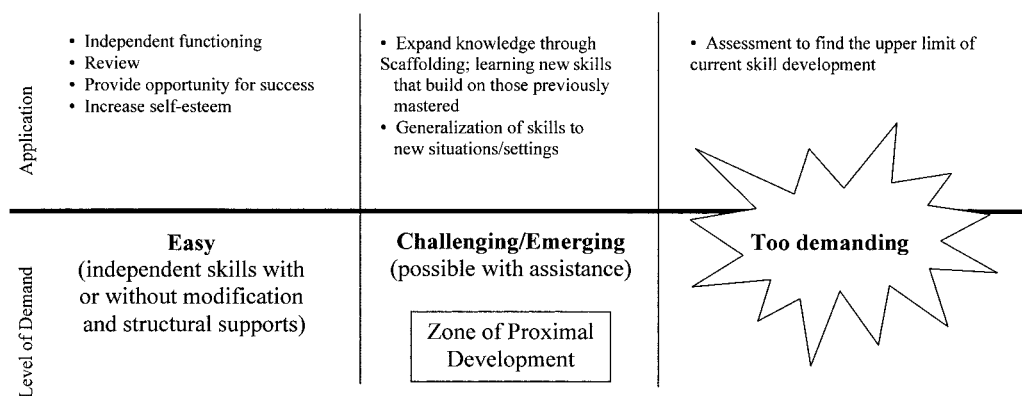 Application
• Independent functioning
• Review
• Provide opportunity for success
• Increase self-esteem
• Expand knowledge through
Scaffolding; learning new skills
that build on those previously
mastered
• Generalization of skills to
new situations/settings
• Assessment to find the upper limit of
current skill development
Level of Demand
Easy
(independent skills with
or without modification
and structural supports)
Challenging/Emerging
(possible with assistance)
Zone of Proximal
Development
Too demanding